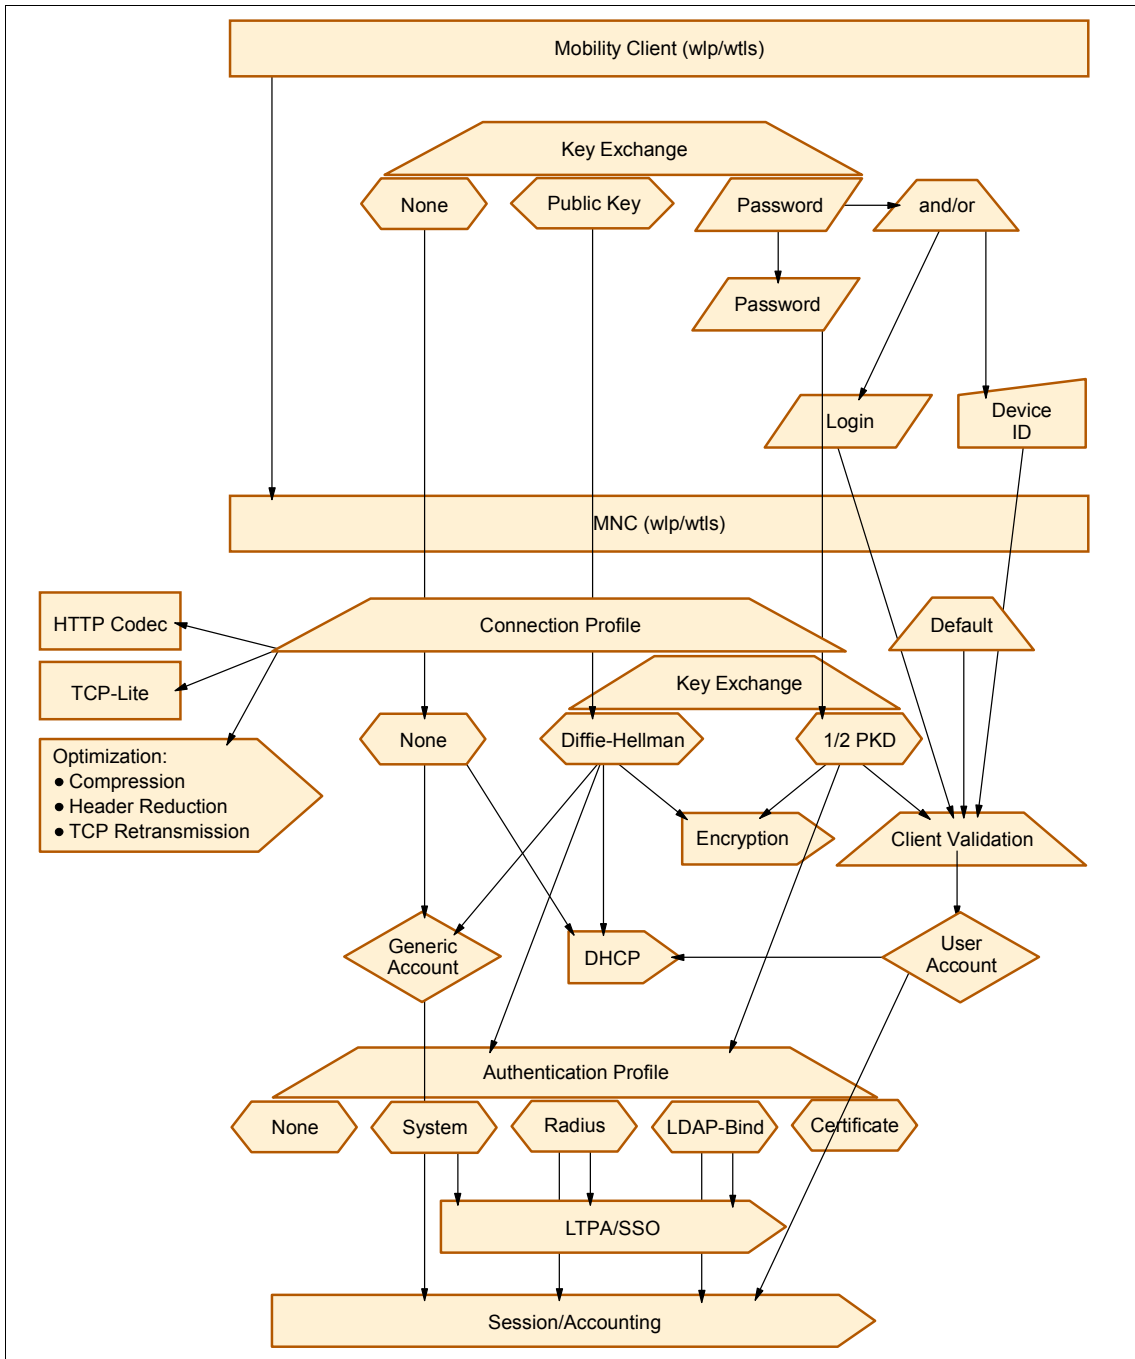 Mobility Client (wlp/wtls)
Key Exchange
None
Public Key
Password
and/or
Password
Login
Device
ID
MNC (wlp/wtls)
HTTP Codec
Connection Profile
Default
TCP-Lite
Key Exchange
None
Diffie-Hellman
1/2 PKD
Optimization:
● Compression
● Header Reduction
● TCP Retransmission
Encryption
Client Validation
Generic
Account
DHCP
User
Account
Authentication Profile
None
System
Radius
LDAP-Bind
Certificate
LTPA/SSO
Session/Accounting